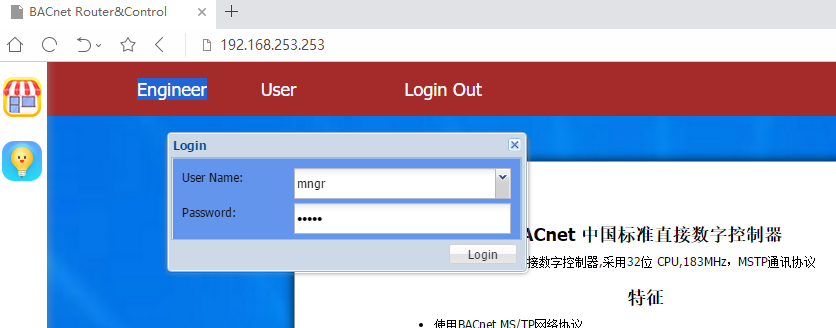 BACnet Router&Control
192.168.253.253
Engineer User Login Out
Login
User Name: mngr
Password: •••••
Login
ACnet 中国标准直接数字控制器
接数字控制器,采用32位 CPU,183MHz，MSTP通讯协议
特征
• 使用BACnet MS/TP网络协议